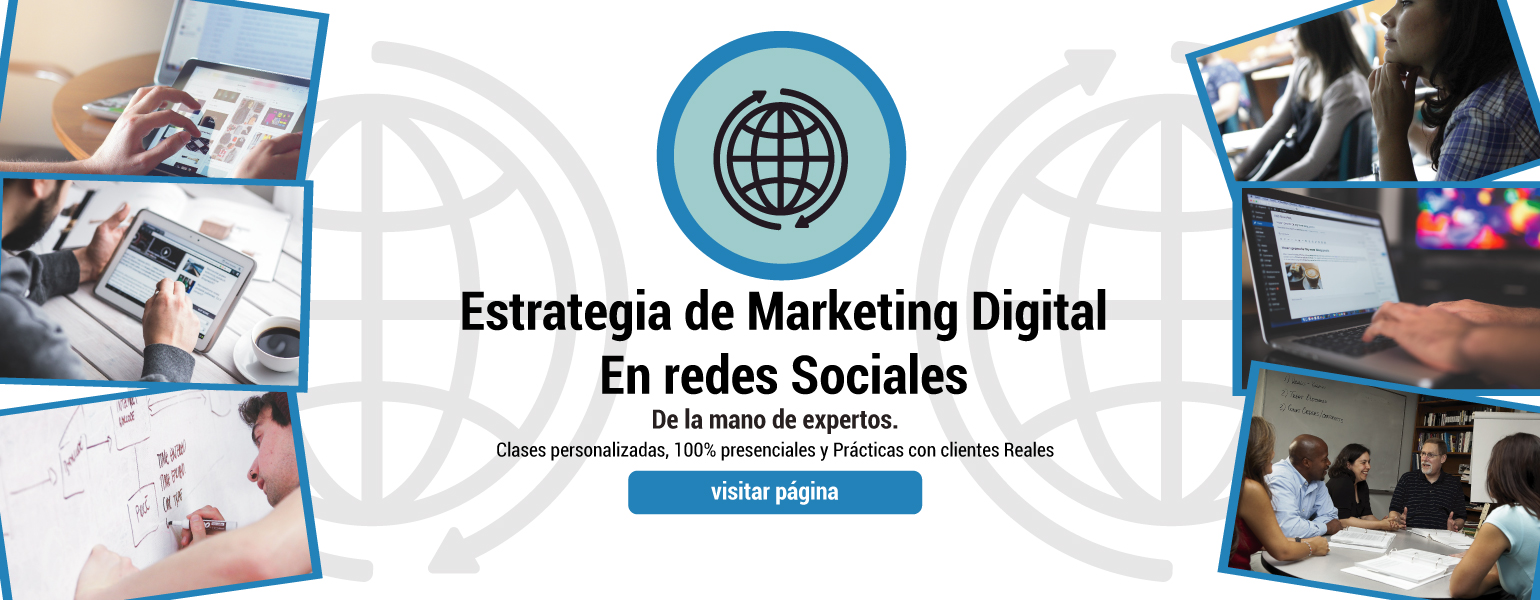 Estrategia de Marketing Digital
En redes Sociales
De la mano de expertos.
Clases personalizadas, 100% presenciales y Prácticas con clientes Reales
visitar página